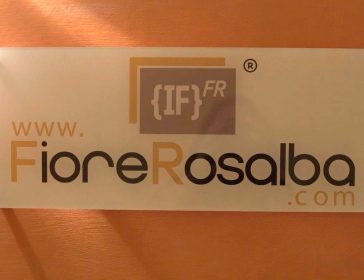 {IF} FR ®
www.
FioreRosalba
.com